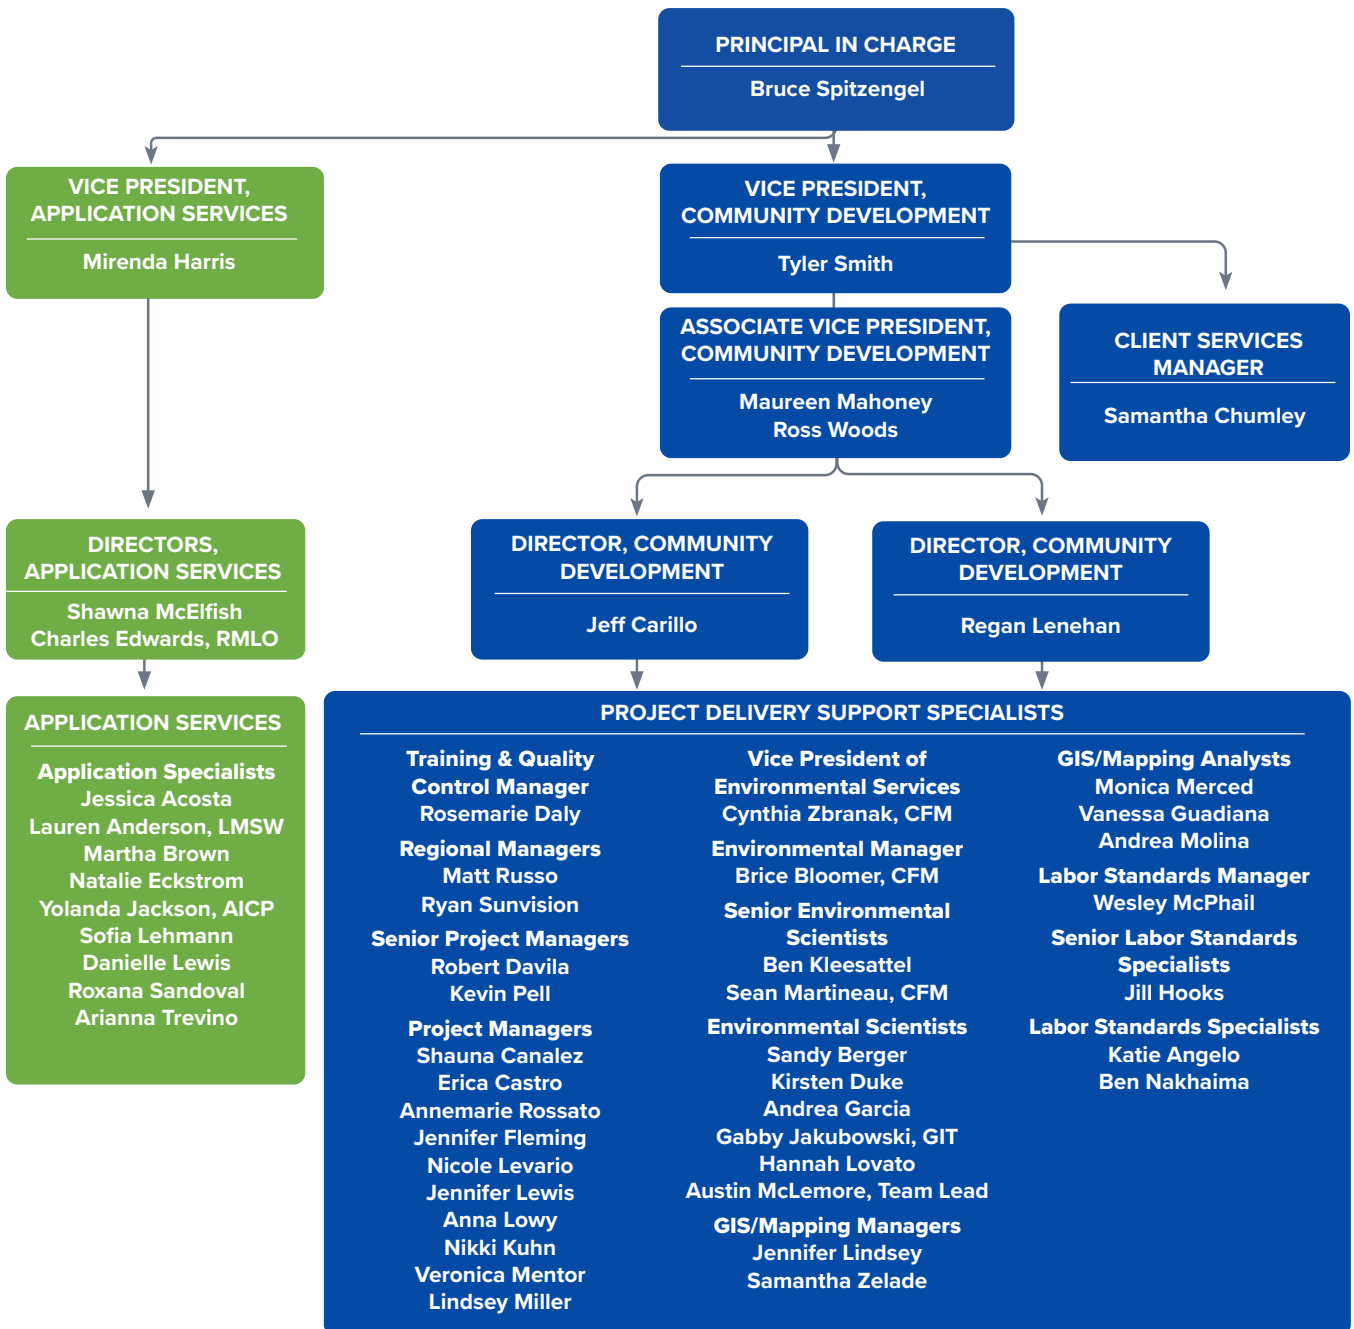 PRINCIPAL IN CHARGE
Bruce Spitzengel
VICE PRESIDENT,
APPLICATION SERVICES
Mirenda Harris
VICE PRESIDENT,
COMMUNITY DEVELOPMENT
Tyler Smith
ASSOCIATE VICE PRESIDENT,
COMMUNITY DEVELOPMENT
Maureen Mahoney
Ross Woods
CLIENT SERVICES
MANAGER
Samantha Chumley
DIRECTORS,
APPLICATION SERVICES
Shawna McElfish
Charles Edwards, RMLO
DIRECTOR, COMMUNITY
DEVELOPMENT
Jeff Carillo
DIRECTOR, COMMUNITY
DEVELOPMENT
Regan Lenehan
APPLICATION SERVICES
Application Specialists
Jessica Acosta
Lauren Anderson, LMSW
Martha Brown
Natalie Eckstrom
Yolanda Jackson, AICP
Sofia Lehmann
Danielle Lewis
Roxana Sandoval
Arianna Trevino
PROJECT DELIVERY SUPPORT SPECIALISTS
Training & Quality
Control Manager
Rosemarie Daly
Regional Managers
Matt Russo
Ryan Sunvision
Senior Project Managers
Robert Davila
Kevin Pell
Project Managers
Shauna Canalez
Erica Castro
Annemarie Rossato
Jennifer Fleming
Nicole Levario
Jennifer Lewis
Anna Lowy
Nikki Kuhn
Veronica Mentor
Lindsey Miller
Vice President of
Environmental Services
Cynthia Zbranak, CFM
Environmental Manager
Brice Bloomer, CFM
Senior Environmental
Scientists
Ben Kleesattel
Sean Martineau, CFM
Environmental Scientists
Sandy Berger
Kirsten Duke
Andrea Garcia
Gabby Jakubowski, GIT
Hannah Lovato
Austin McLemore, Team Lead
GIS/Mapping Managers
Jennifer Lindsey
Samantha Zelade
GIS/Mapping Analysts
Monica Merced
Vanessa Guadiana
Andrea Molina
Labor Standards Manager
Wesley McPhail
Senior Labor Standards
Specialists
Jill Hooks
Labor Standards Specialists
Katie Angelo
Ben Nakhaima